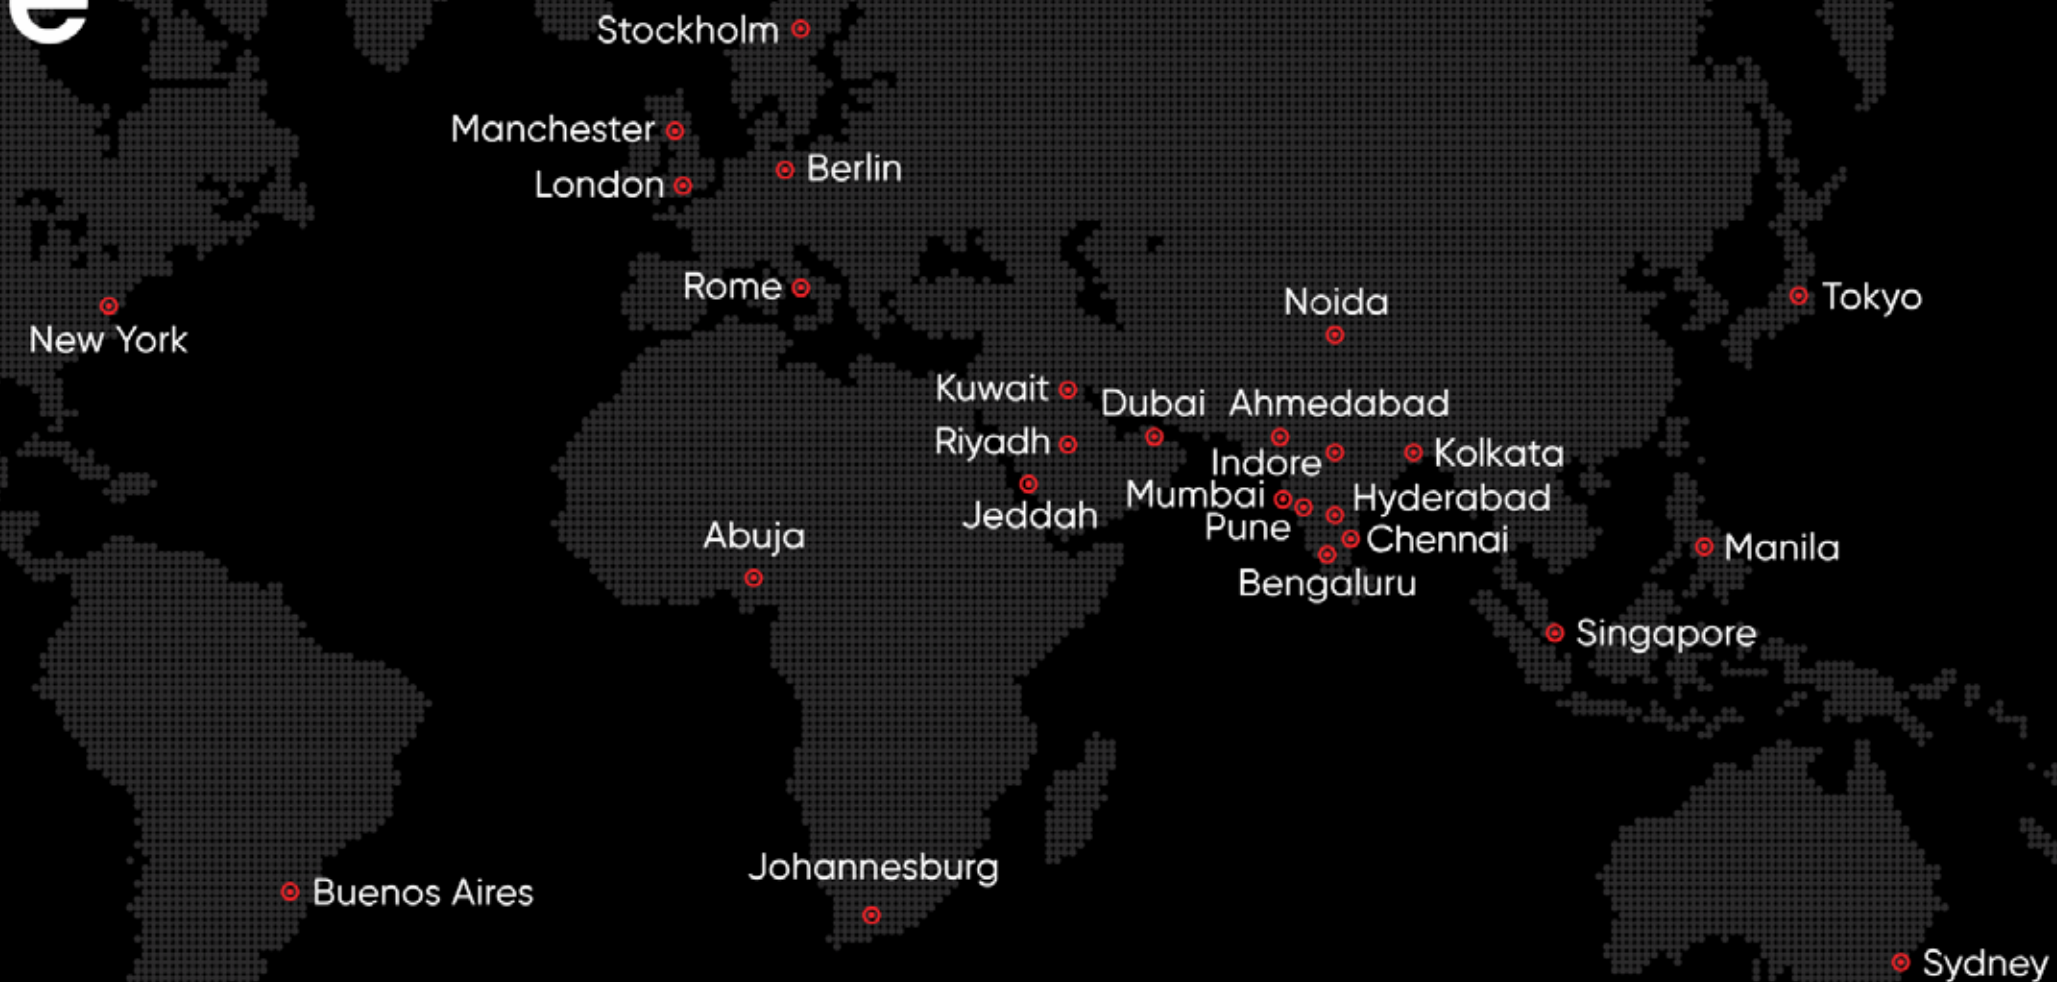 e
Stockholm
Manchester
Berlin
London
Rome
Tokyo
Noida
New York
Kuwait
Dubai
Ahmedabad
Riyadh
Kolkata
Indore
Mumbai
Hyderabad
Jeddah
Pune
Abuja
Chennai
Manila
Bengaluru
Singapore
Johannesburg
Buenos Aires
Sydney